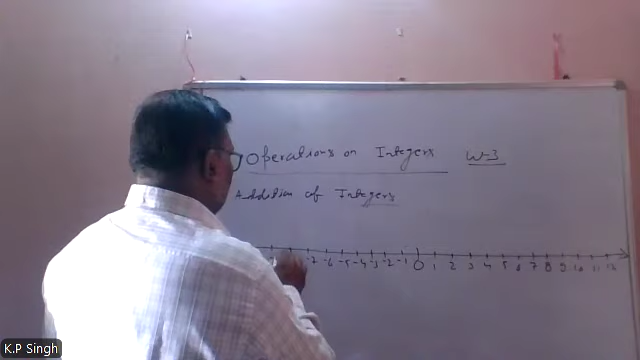 Operations on Integers W-3
Addition of Integers
-7 -6 -5 -4 -3 -2 -1 0 1 2 3 4 5 6 7 8 9 10 11 12
K.P Singh